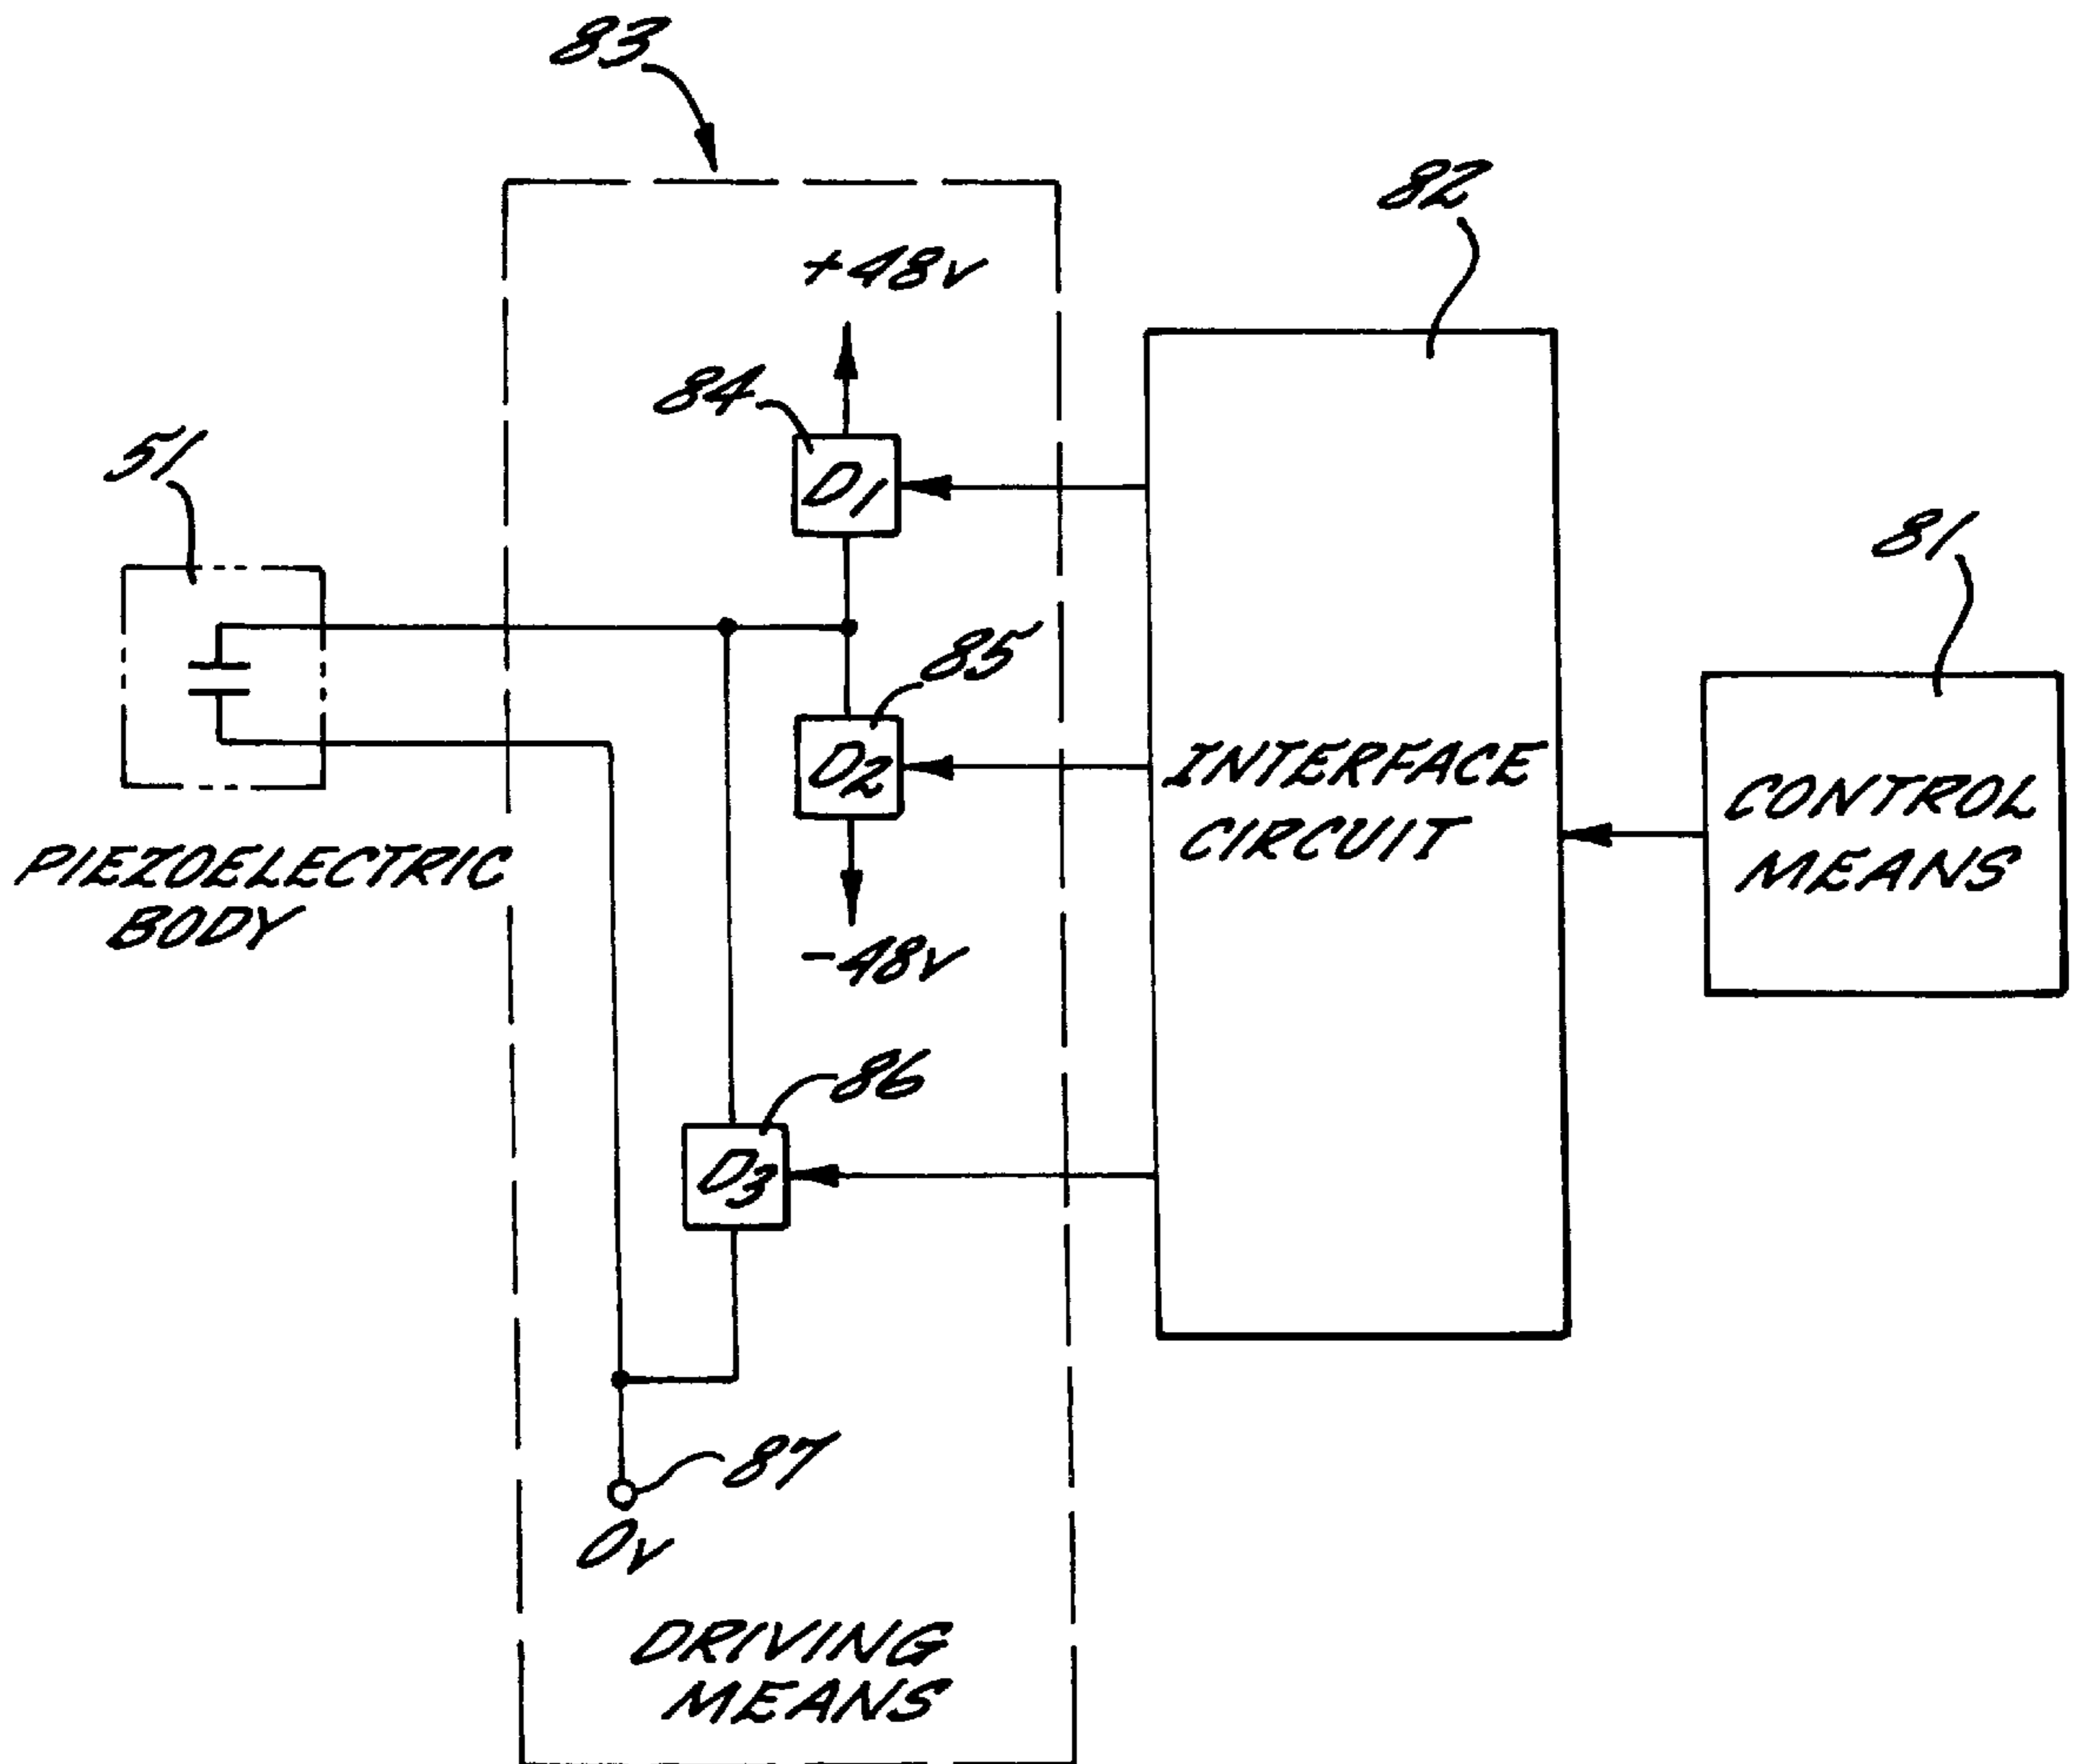 83
82
+48V
84
51
D1
81
85
D2
INTERFACE
CIRCUIT
CONTROL
MEANS
PIEZOELECTRIC
BODY
-48V
86
D3
87
0V
DRIVING
MEANS